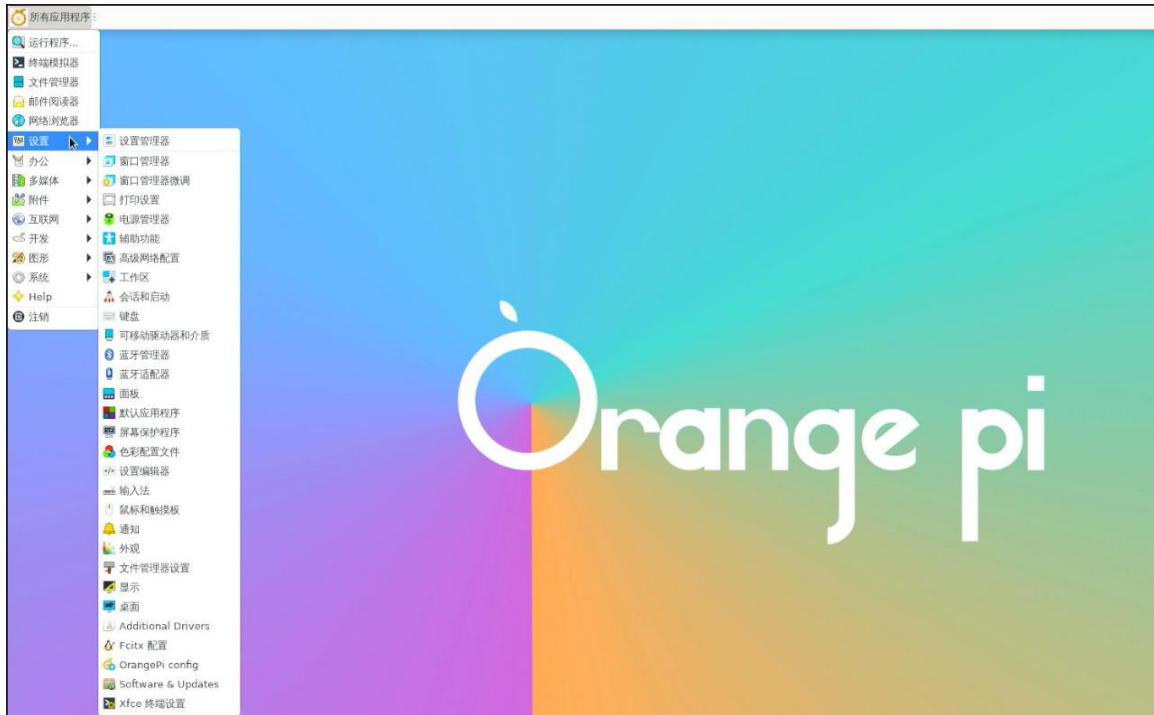 所有应用程序
运行程序...
终端模拟器
文件管理器
邮件阅读器
网络浏览器
设置
办公
多媒体
附件
互联网
开发
图形
系统
Help
注销
设置管理器
窗口管理器
窗口管理器微调
打印设置
电源管理器
辅助功能
高级网络配置
工作区
会话和启动
键盘
可移动驱动器和介质
蓝牙管理器
蓝牙适配器
面板
默认应用程序
屏幕保护程序
色彩配置文件
设置编辑器
输入法
鼠标和触摸板
通知
外观
文件管理器设置
显示
桌面
Additional Drivers
Fcitx 配置
OrangePi config
Software & Updates
Xfce 终端设置
Orange pi